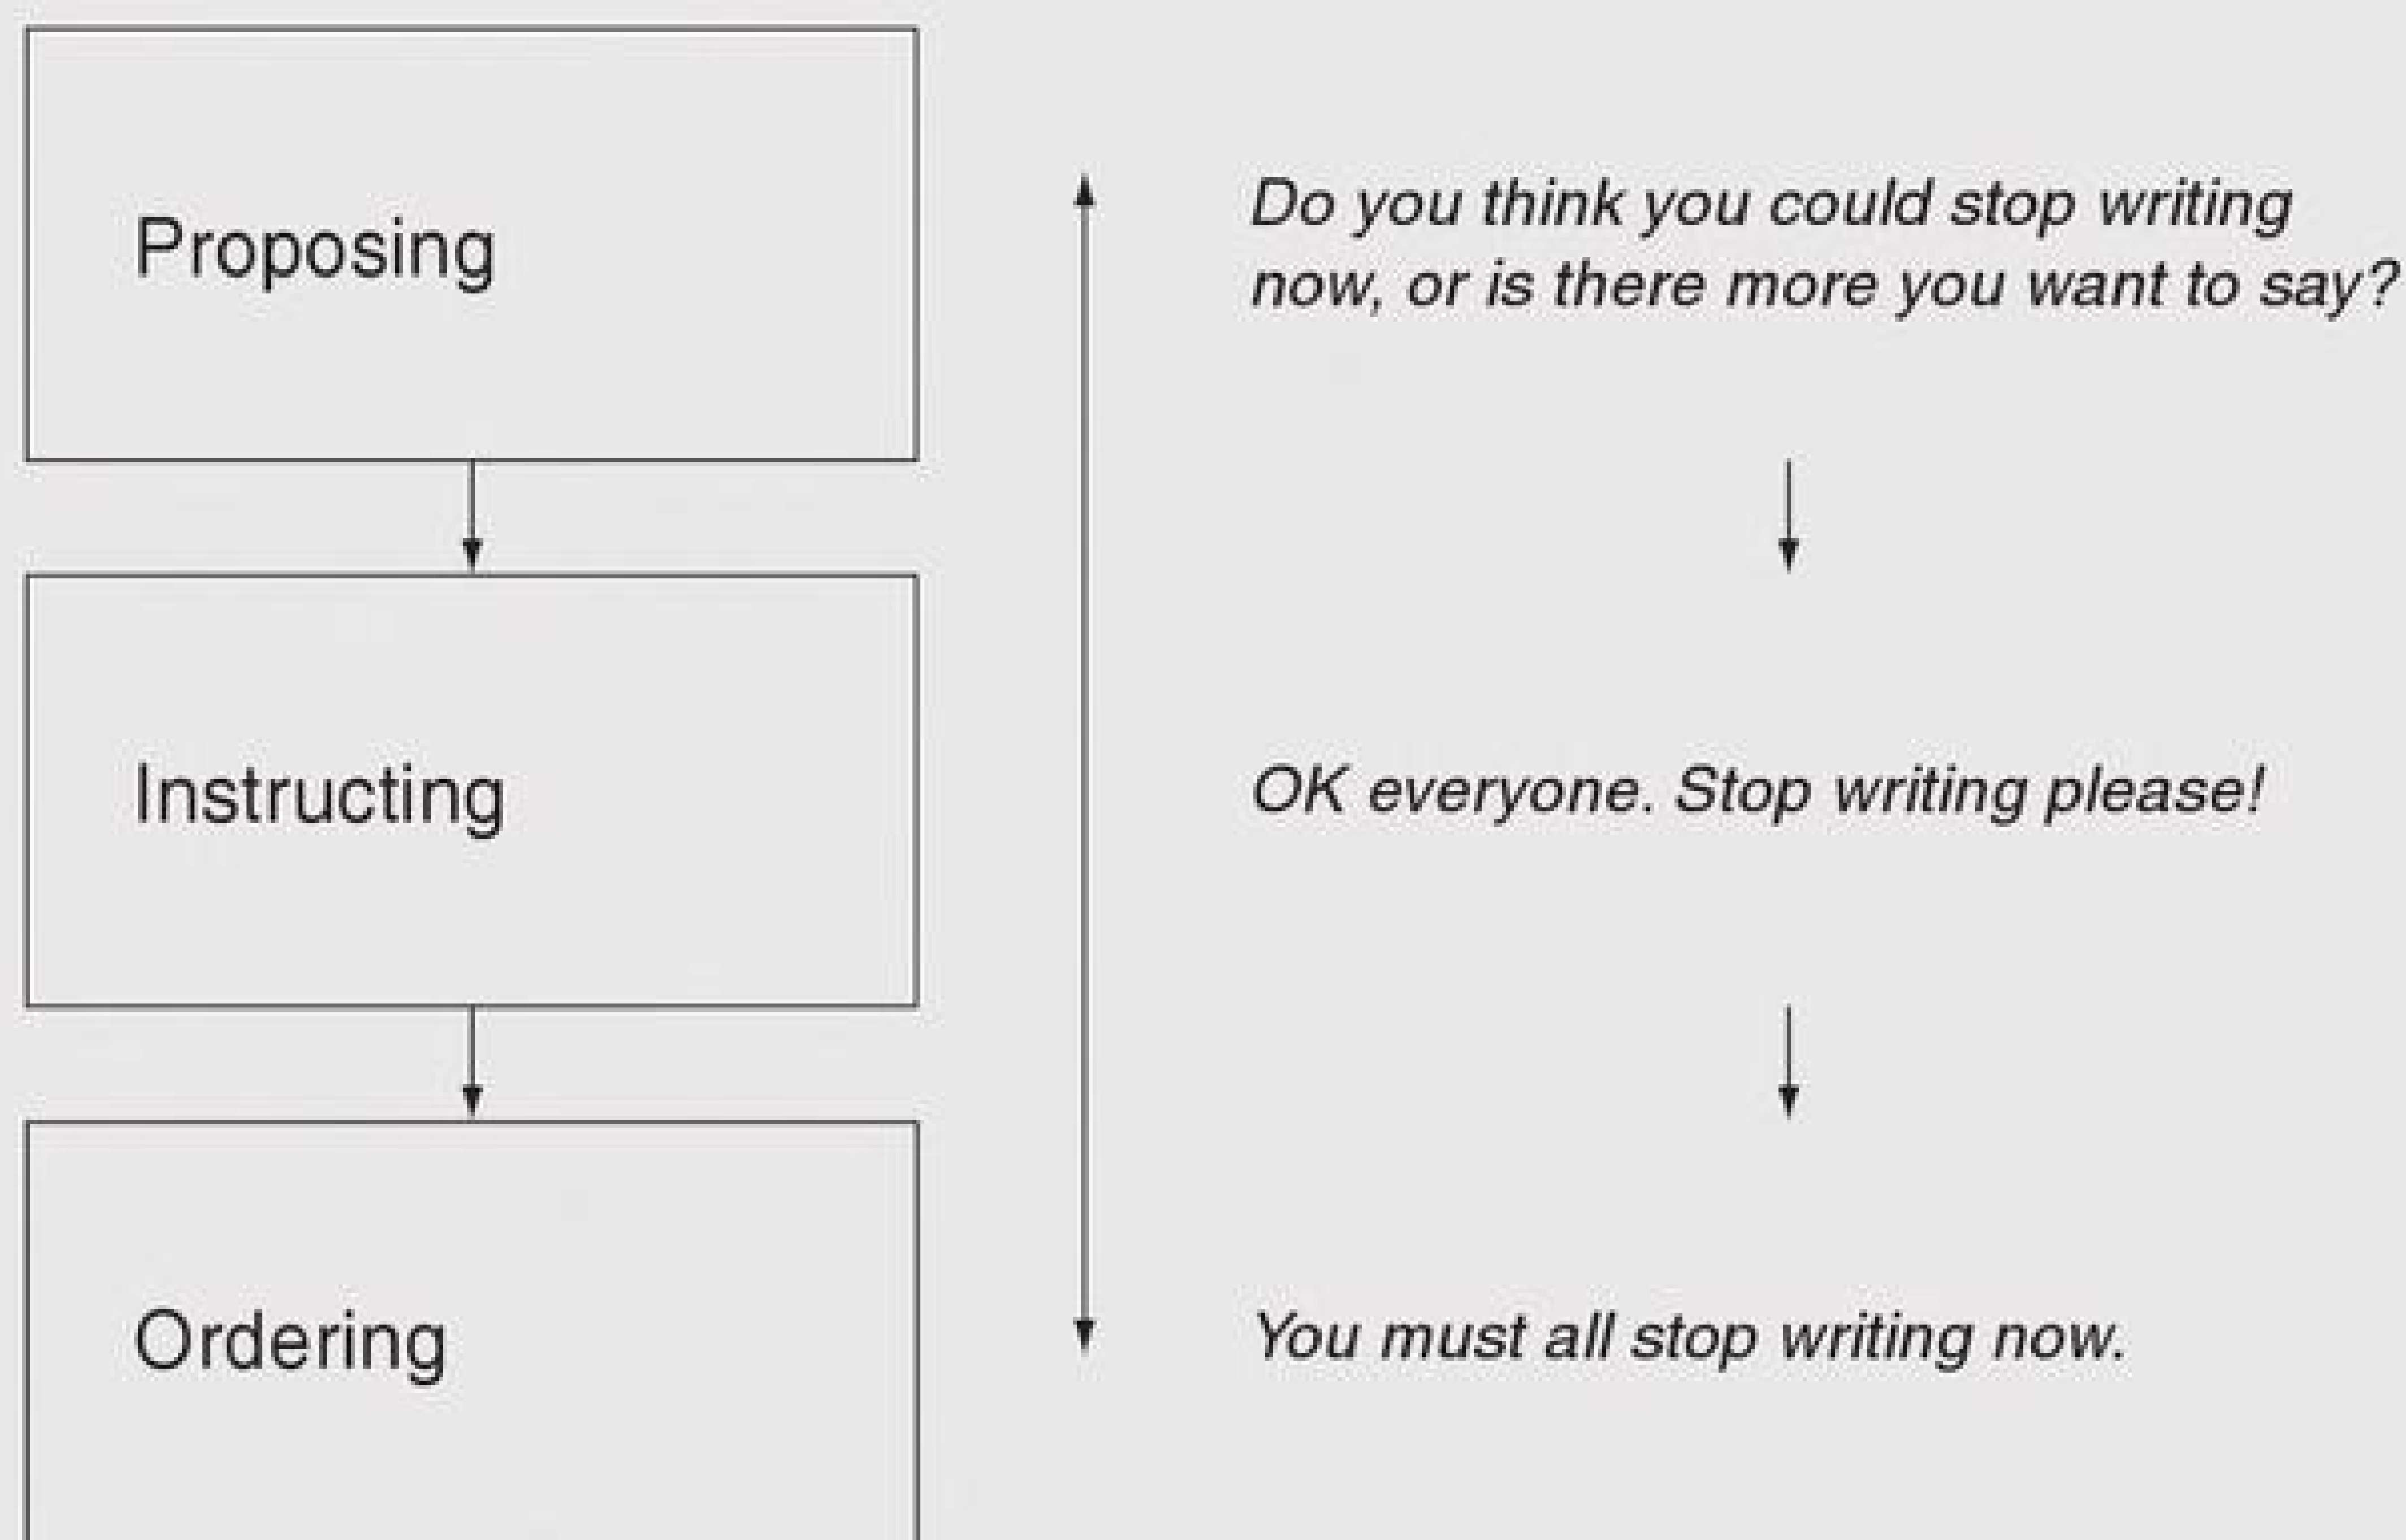 Proposing
Do you think you could stop writing
now, or is there more you want to say?
Instructing
OK everyone. Stop writing please!
Ordering
You must all stop writing now.